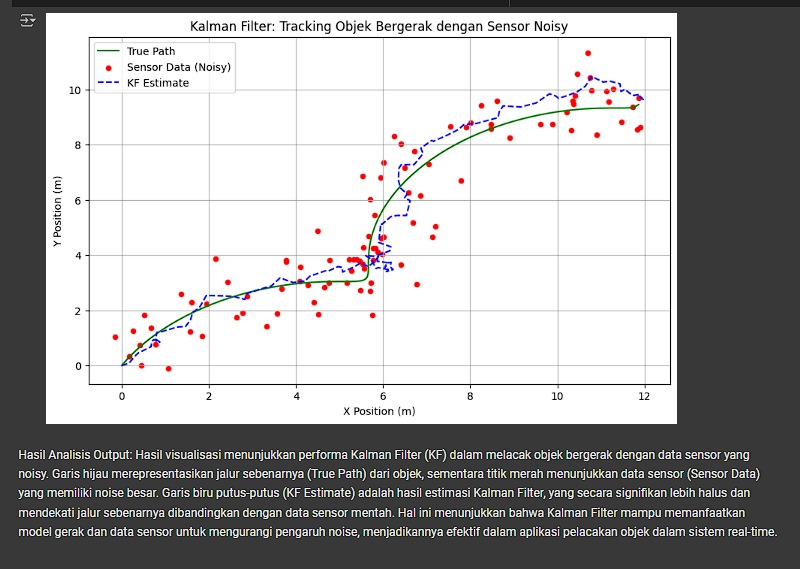 Kalman Filter: Tracking Objek Bergerak dengan Sensor Noisy
True Path
Sensor Data (Noisy)
KF Estimate
Y Position (m)
10
8
6
4
2
0
0 2 4 6 8 10 12
X Position (m)
Hasil Analisis Output: Hasil visualisasi menunjukkan performa Kalman Filter (KF) dalam melacak objek bergerak dengan data sensor yang
noisy. Garis hijau merepresentasikan jalur sebenarnya (True Path) dari objek, sementara titik merah menunjukkan data sensor (Sensor Data)
yang memiliki noise besar. Garis biru putus-putus (KF Estimate) adalah hasil estimasi Kalman Filter, yang secara signifikan lebih halus dan
mendekati jalur sebenarnya dibandingkan dengan data sensor mentah. Hal ini menunjukkan bahwa Kalman Filter mampu memanfaatkan
model gerak dan data sensor untuk mengurangi pengaruh noise, menjadikannya efektif dalam aplikasi pelacakan objek dalam sistem real-time.